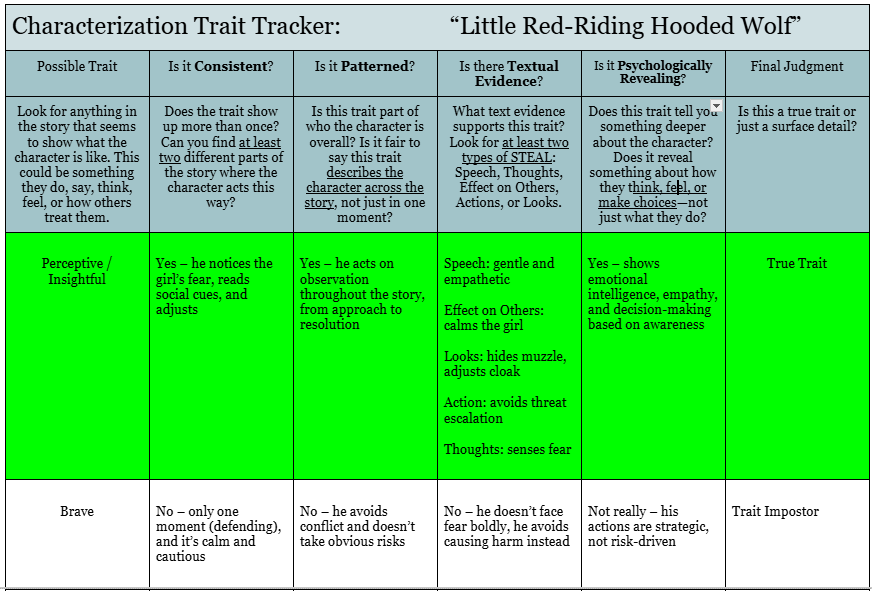 Characterization Trait Tracker: “Little Red-Riding Hooded Wolf”
Possible Trait
Is it Consistent?
Is it Patterned?
Is there Textual
Evidence?
Is it Psychologically
Revealing?
Final Judgment
Look for anything in
the story that seems
to show what the
character is like. This
could be something
they do, say, think,
feel, or how others
treat them.
Does the trait show
up more than once?
Can you find at least
two different parts of
the story where the
character acts this
way?
Is this trait part of
who the character is
overall? Is it fair to
say this trait
describes the
character across the
story, not just in one
moment?
What text evidence
supports this trait?
Look for at least two
types of STEAL:
Speech, Thoughts,
Effect on Others,
Actions, or Looks.
Does this trait tell you
something deeper
about the character?
Does it reveal
something about how
they think, feel, or
make choices—not
just what they do?
Is this a true trait or
just a surface detail?
Perceptive /
Insightful
Yes – he notices the
girl’s fear, reads
social cues, and
adjusts
Yes – he acts on
observation
throughout the story,
from approach to
resolution
Speech: gentle and
empathetic
Effect on Others:
calms the girl
Looks: hides muzzle,
adjusts cloak
Action: avoids threat
escalation
Thoughts: senses fear
Yes – shows
emotional
intelligence, empathy,
and decision-making
based on awareness
True Trait
Brave
No – only one
moment (defending),
and it’s calm and
cautious
No – he avoids
conflict and doesn’t
take obvious risks
No – he doesn’t face
fear boldly, he avoids
causing harm instead
Not really – his
actions are strategic,
not risk-driven
Trait Impostor